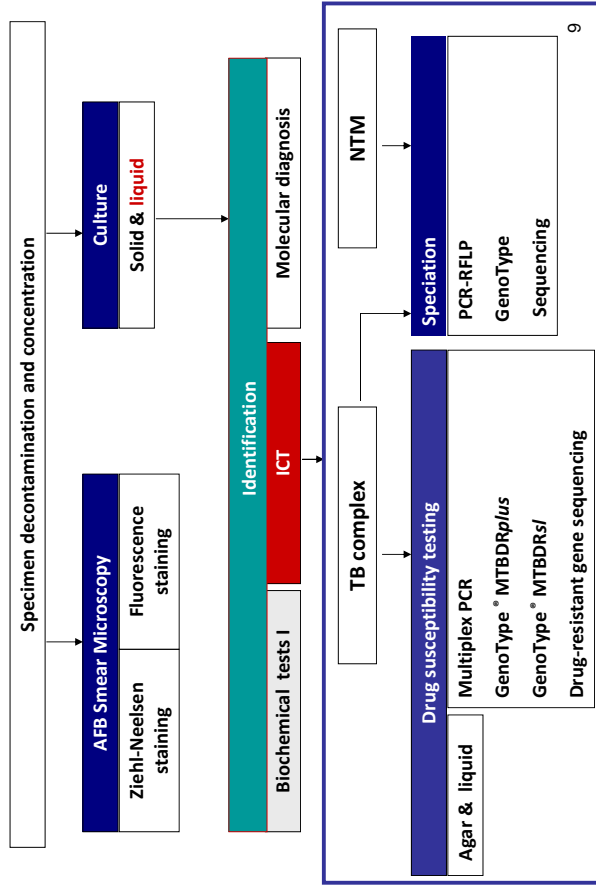 Specimen decontamination and concentration
AFB Smear Microscopy
Ziehl-Neelsen
staining
Fluorescence
staining
Culture
Solid & liquid
Identification
Biochemical tests I
ICT
Molecular diagnosis
TB complex
NTM
Drug susceptibility testing
Agar & liquid
Multiplex PCR
GenoType® MTBDRplus
GenoType® MTBDRsl
Drug-resistant gene sequencing
Speciation
PCR-RFLP
GenoType
Sequencing
9